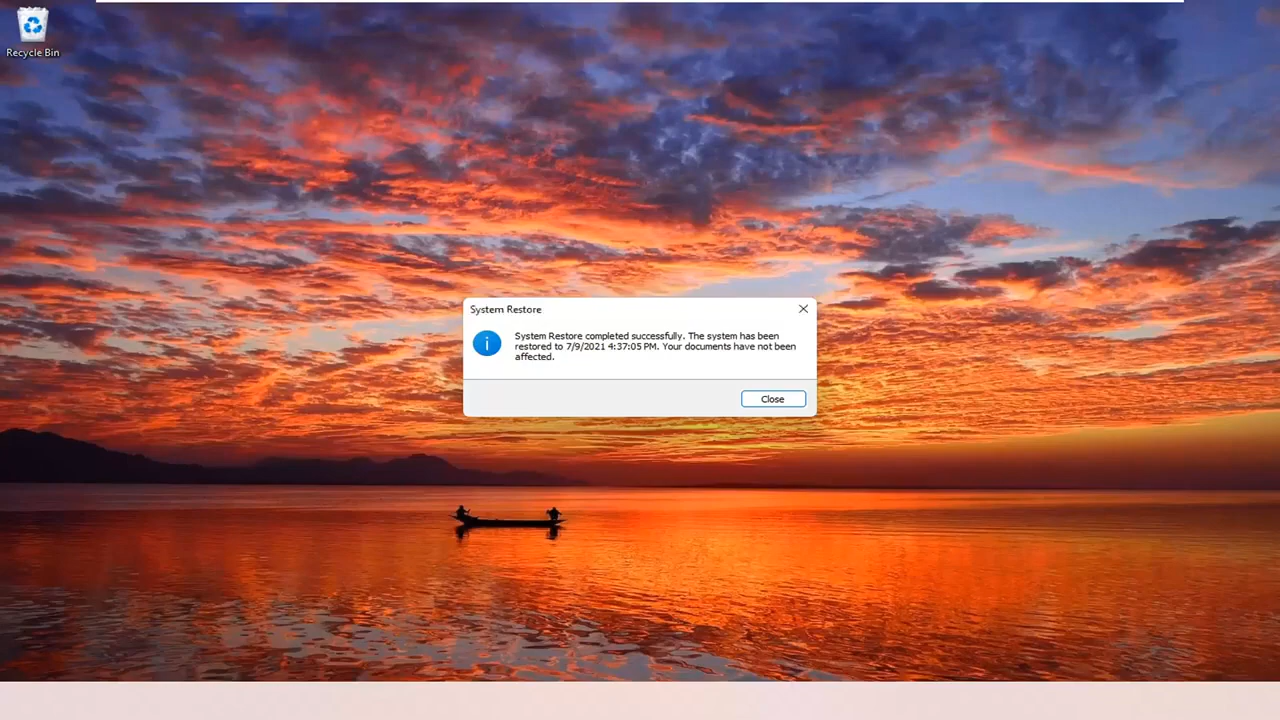 Recycle Bin
System Restore
System Restore completed successfully. The system has been
restored to 7/9/2021 4:37:05 PM. Your documents have not been
affected.
Close